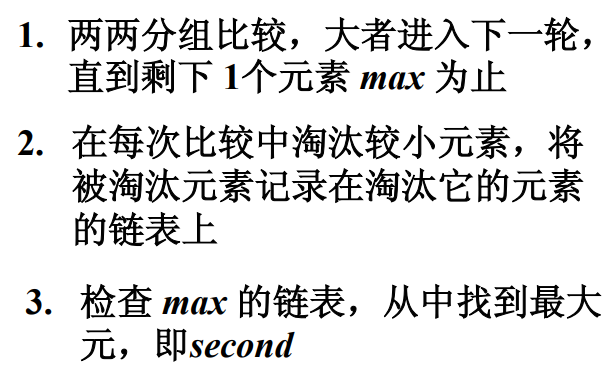 1. 两两分组比较，大者进入下一轮，
直到剩下 1个元素 max 为止
2. 在每次比较中淘汰较小元素，将
被淘汰元素记录在淘汰它的元素
的链表上
3. 检查 max 的链表，从中找到最大
元，即second